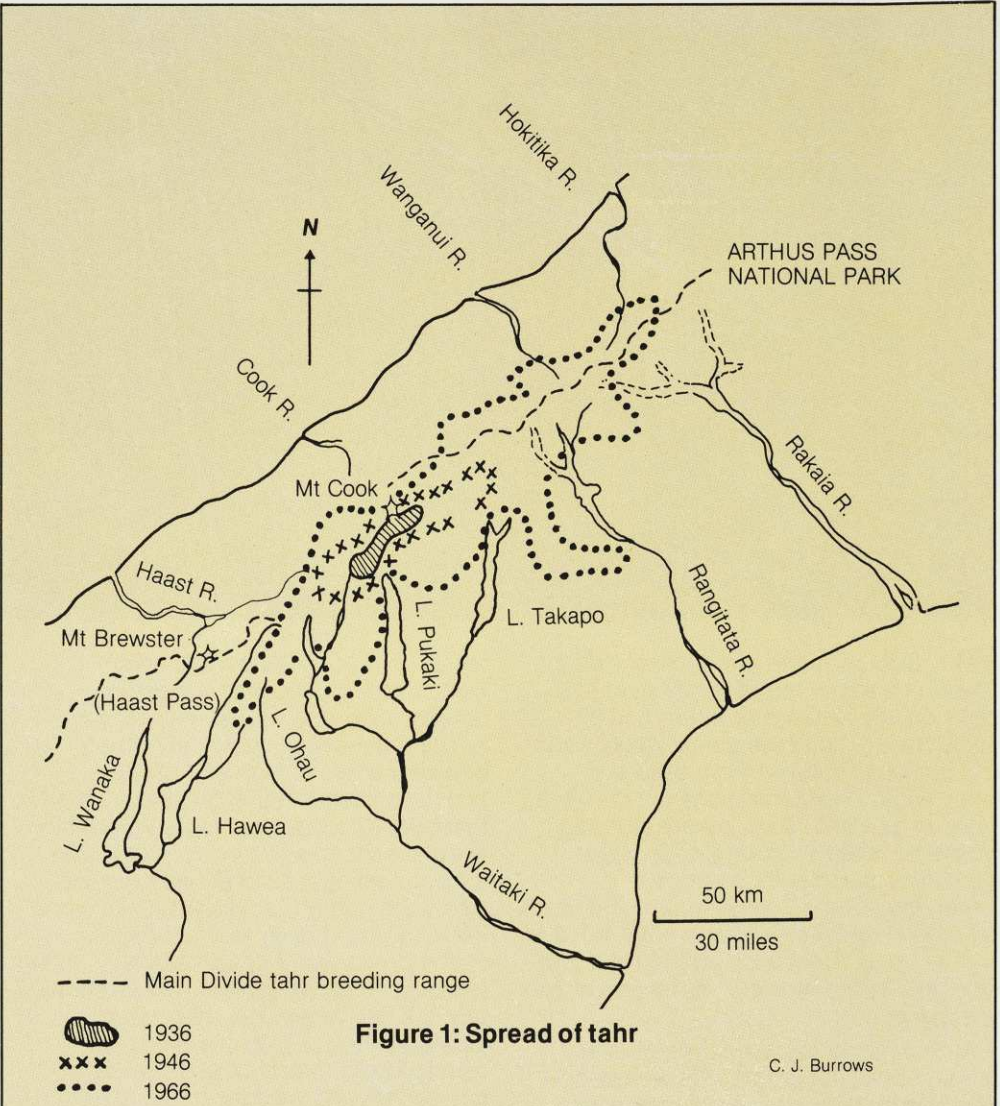 Hokitika R.
Wanganui R.
N
ARTHUS PASS
NATIONAL PARK
Cook R.
Rakaia R.
Mt Cook
Haast R.
Rangitata R.
L. Takapo
Mt Brewster
L. Pukaki
(Haast Pass)
L. Ohau
L. Wanaka
L. Hawea
Waitaki R.
50 km
30 miles
Main Divide tahr breeding range
1936
Figure 1: Spread of tahr
1946
C. J. Burrows
1966